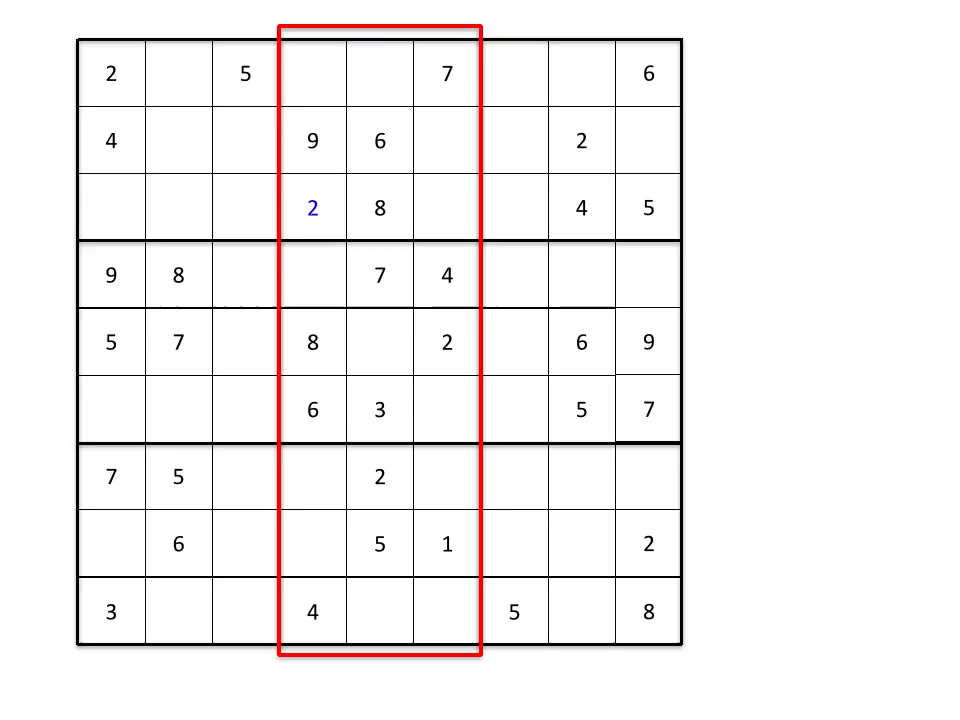 2 5 7 6
4 9 6 2
2 8 4 5
9 8 7 4
5 7 8 2 6 9
6 3 5 7
7 5 2
6 5 1 2
3 4 5 8